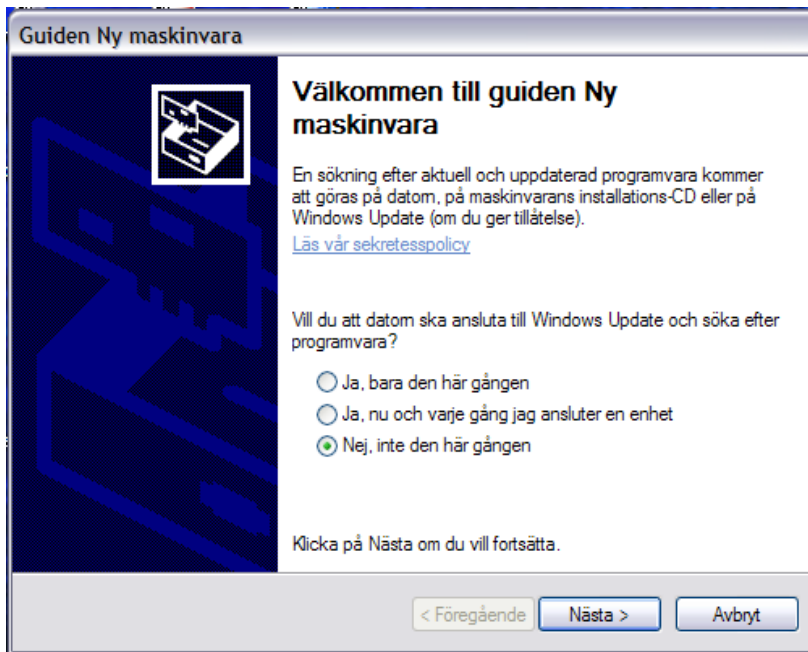 Guiden Ny maskinvara
Välkommen till guiden Ny
maskinvara
En sökning efter aktuell och uppdaterad programvara kommer
att göras på datorn, på maskinvarans installations-CD eller på
Windows Update (om du ger tillåtelse).
Läs vår sekretesspolicy
Vill du att datorn ska ansluta till Windows Update och söka efter
programvara?
Ja, bara den här gången
Ja, nu och varje gång jag ansluter en enhet
Nej, inte den här gången
Klicka på Nästa om du vill fortsätta.
< Föregående Nästa > Avbryt